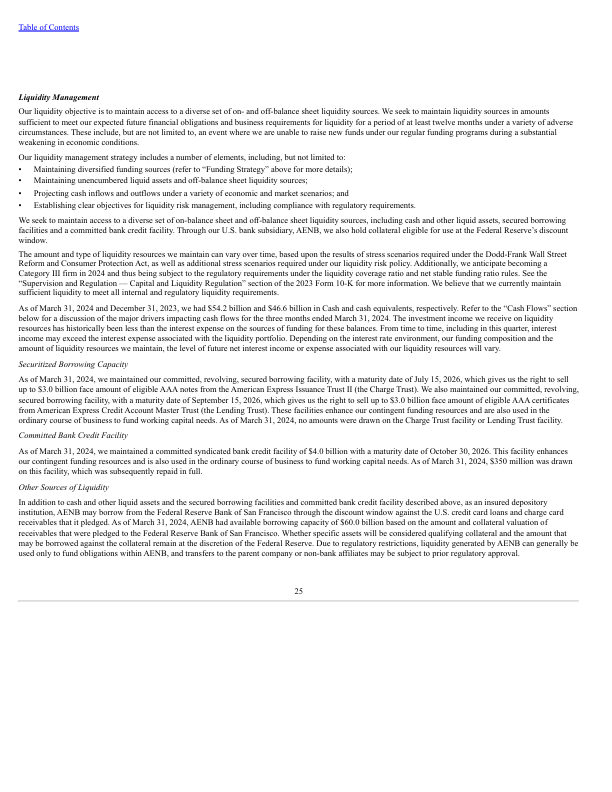 Table of Contents
Liquidity Management
Our liquidity objective is to maintain access to a diverse set of on- and off-balance sheet liquidity sources. We seek to maintain liquidity sources in amounts
sufficient to meet our expected future financial obligations and business requirements for liquidity for a period of at least twelve months under a variety of adverse
circumstances. These include, but are not limited to, an event where we are unable to raise new funds under our regular funding programs during a substantial
weakening in economic conditions.
Our liquidity management strategy includes a number of elements, including, but not limited to:
• Maintaining diversified funding sources (refer to “Funding Strategy” above for more details);
• Maintaining unencumbered liquid assets and off-balance sheet liquidity sources;
• Projecting cash inflows and outflows under a variety of economic and market scenarios; and
• Establishing clear objectives for liquidity risk management, including compliance with regulatory requirements.
We seek to maintain access to a diverse set of on-balance sheet and off-balance sheet liquidity sources, including cash and other liquid assets, secured borrowing
facilities and a committed bank credit facility. Through our U.S. bank subsidiary, AENB, we also hold collateral eligible for use at the Federal Reserve’s discount
window.
The amount and type of liquidity resources we maintain can vary over time, based upon the results of stress scenarios required under the Dodd-Frank Wall Street
Reform and Consumer Protection Act, as well as additional stress scenarios required under our liquidity risk policy. Additionally, we anticipate becoming a
Category III firm in 2024 and thus being subject to the regulatory requirements under the liquidity coverage ratio and net stable funding ratio rules. See the
“Supervision and Regulation — Capital and Liquidity Regulation” section of the 2023 Form 10-K for more information. We believe that we currently maintain
sufficient liquidity to meet all internal and regulatory liquidity requirements.
As of March 31, 2024 and December 31, 2023, we had $54.2 billion and $46.6 billion in Cash and cash equivalents, respectively. Refer to the “Cash Flows” section
below for a discussion of the major drivers impacting cash flows for the three months ended March 31, 2024. The investment income we receive on liquidity
resources has historically been less than the interest expense on the sources of funding for these balances. From time to time, including in this quarter, interest
income may exceed the interest expense associated with the liquidity portfolio. Depending on the interest rate environment, our funding composition and the
amount of liquidity resources we maintain, the level of future net interest income or expense associated with our liquidity resources will vary.
Securitized Borrowing Capacity
As of March 31, 2024, we maintained our committed, revolving, secured borrowing facility, with a maturity date of July 15, 2026, which gives us the right to sell
up to $3.0 billion face amount of eligible AAA notes from the American Express Issuance Trust II (the Charge Trust). We also maintained our committed, revolving,
secured borrowing facility, with a maturity date of September 15, 2026, which gives us the right to sell up to $3.0 billion face amount of eligible AAA certificates
from American Express Credit Account Master Trust (the Lending Trust). These facilities enhance our contingent funding resources and are also used in the
ordinary course of business to fund working capital needs. As of March 31, 2024, no amounts were drawn on the Charge Trust facility or Lending Trust facility.
Committed Bank Credit Facility
As of March 31, 2024, we maintained a committed syndicated bank credit facility of $4.0 billion with a maturity date of October 30, 2026. This facility enhances
our contingent funding resources and is also used in the ordinary course of business to fund working capital needs. As of March 31, 2024, $350 million was drawn
on this facility, which was subsequently repaid in full.
Other Sources of Liquidity
In addition to cash and other liquid assets and the secured borrowing facilities and committed bank credit facility described above, as an insured depository
institution, AENB may borrow from the Federal Reserve Bank of San Francisco through the discount window against the U.S. credit card loans and charge card
receivables that it pledged. As of March 31, 2024, AENB had available borrowing capacity of $60.0 billion based on the amount and collateral valuation of
receivables that were pledged to the Federal Reserve Bank of San Francisco. Whether specific assets will be considered qualifying collateral and the amount that
may be borrowed against the collateral remain at the discretion of the Federal Reserve. Due to regulatory restrictions, liquidity generated by AENB can generally be
used only to fund obligations within AENB, and transfers to the parent company or non-bank affiliates may be subject to prior regulatory approval.
25